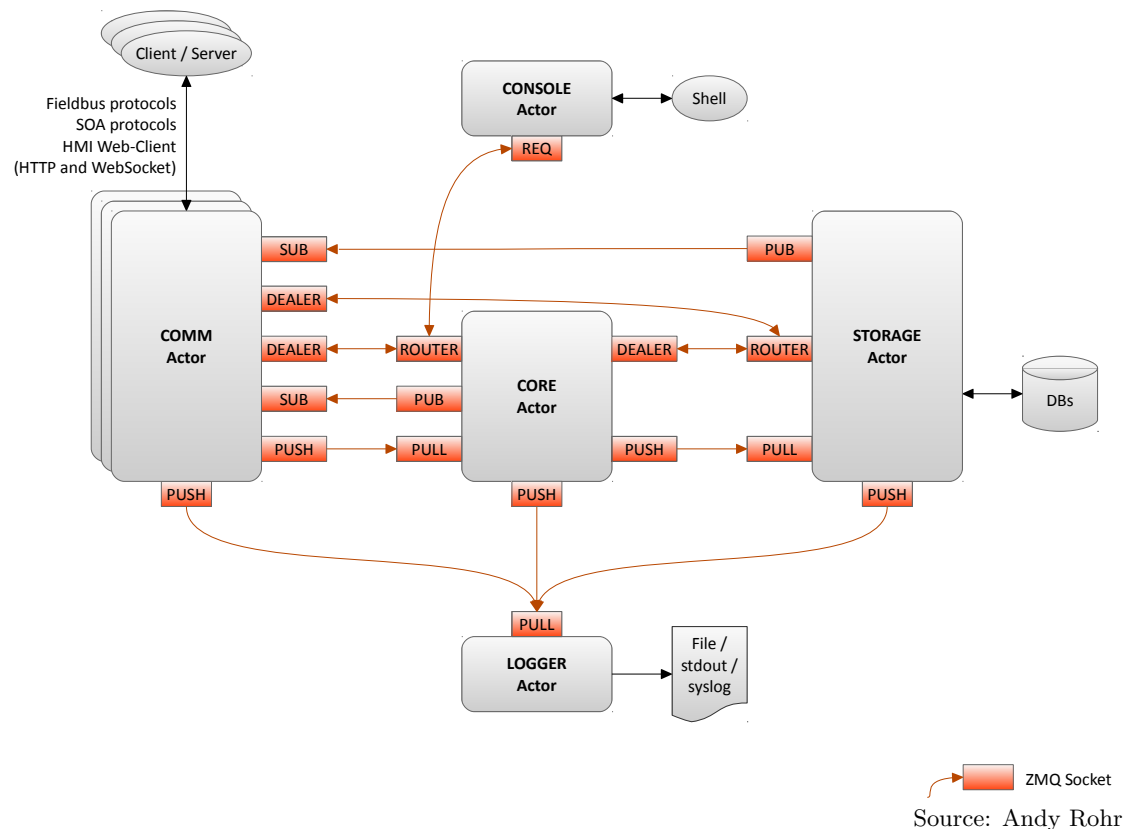 Client / Server
Fieldbus protocols
SOA protocols
HMI Web-Client
(HTTP and WebSocket)
CONSOLE
Actor
Shell
REQ
SUB
PUB
DEALER
COMM
Actor
DEALER
ROUTER
CORE
Actor
DEALER
ROUTER
STORAGE
Actor
SUB
PUB
DBs
PUSH
PULL
PUSH
PULL
PUSH
PUSH
PUSH
PULL
LOGGER
Actor
File /
stdout /
syslog
ZMQ Socket
Source: Andy Rohr